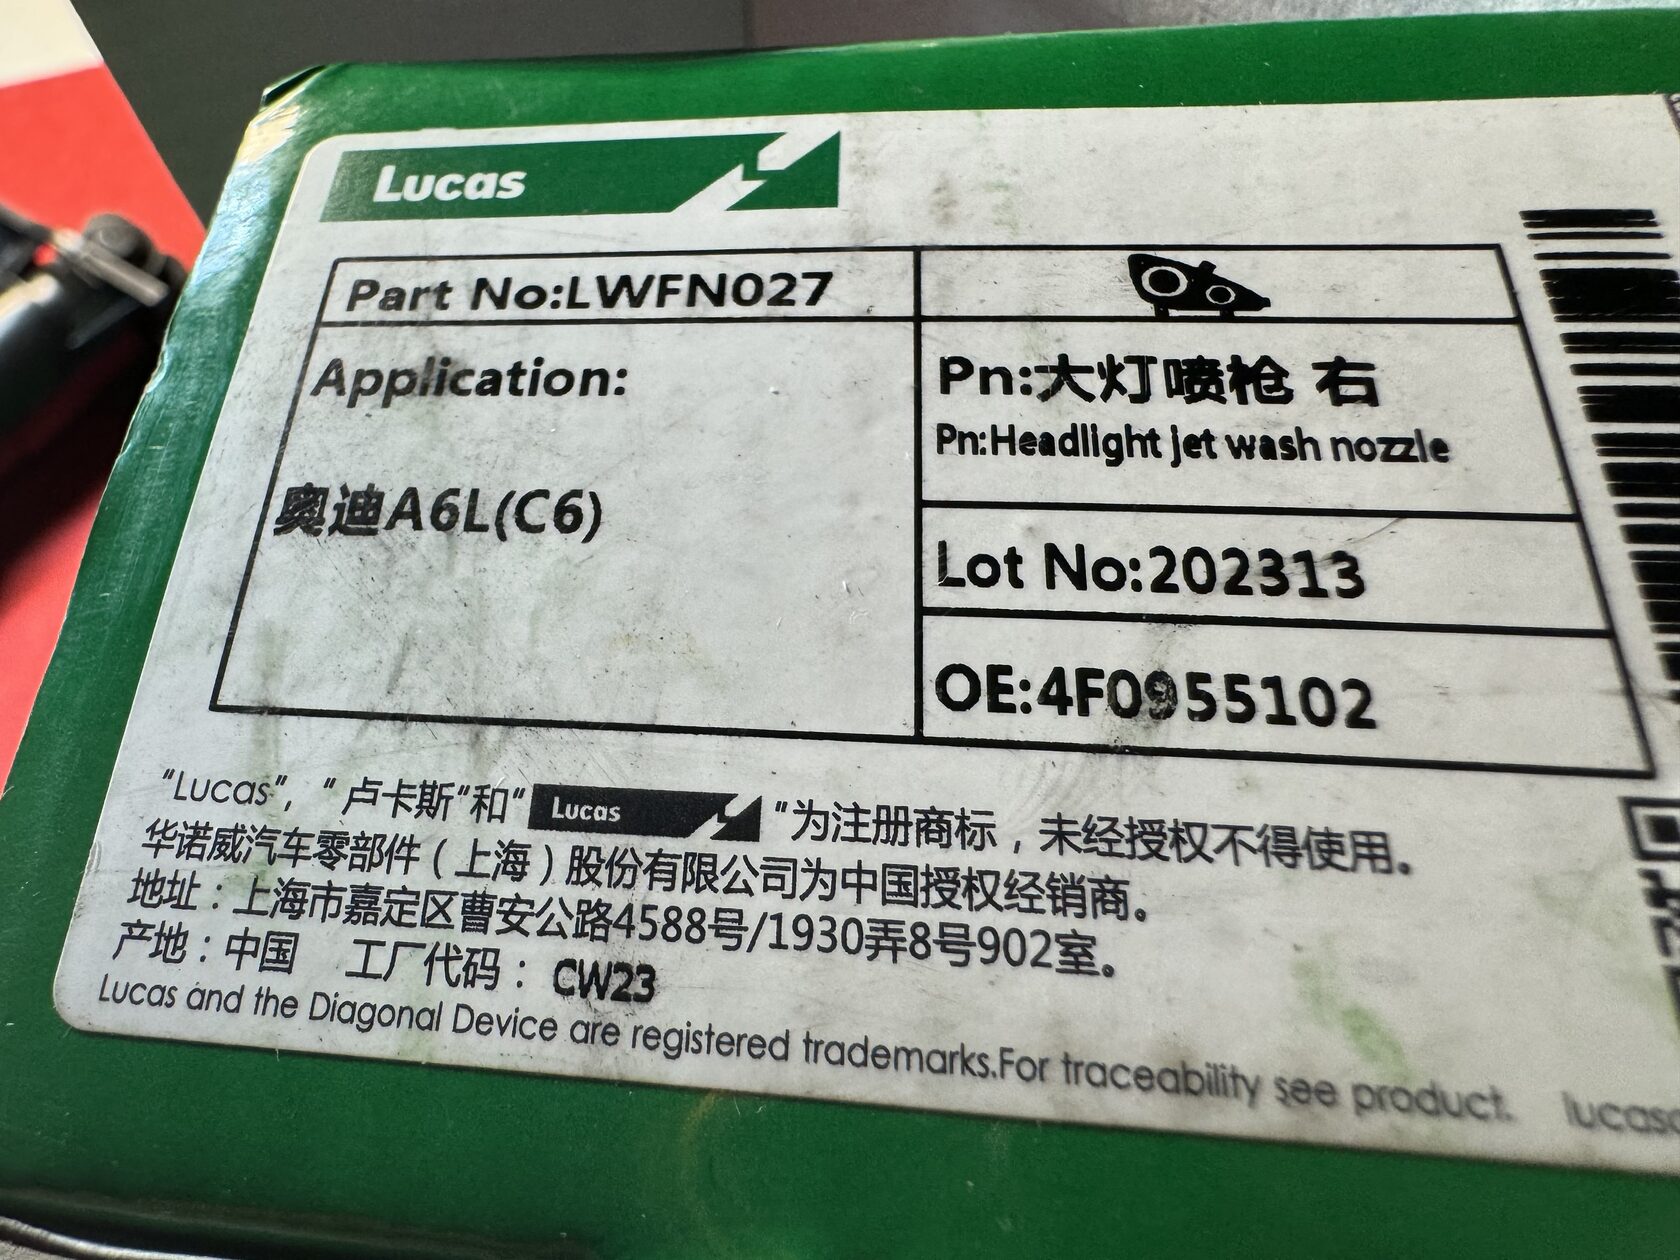 Lucas
Part No:LWFN027
Application:
奥迪A6L(C6)
Pn:大灯喷枪 右
Pn:Headlight jet wash nozzle
Lot No:202313
OE:4F0955102
"Lucas", "卢卡斯"和"Lucas"为注册商标，未经授权不得使用。
华诺威汽车零部件（上海）股份有限公司为中国授权经销商。
地址：上海市嘉定区曹安公路4588号/1930弄8号902室。
产地：中国 工厂代码：CW23
Lucas and the Diagonal Device are registered trademarks.For traceability see product.